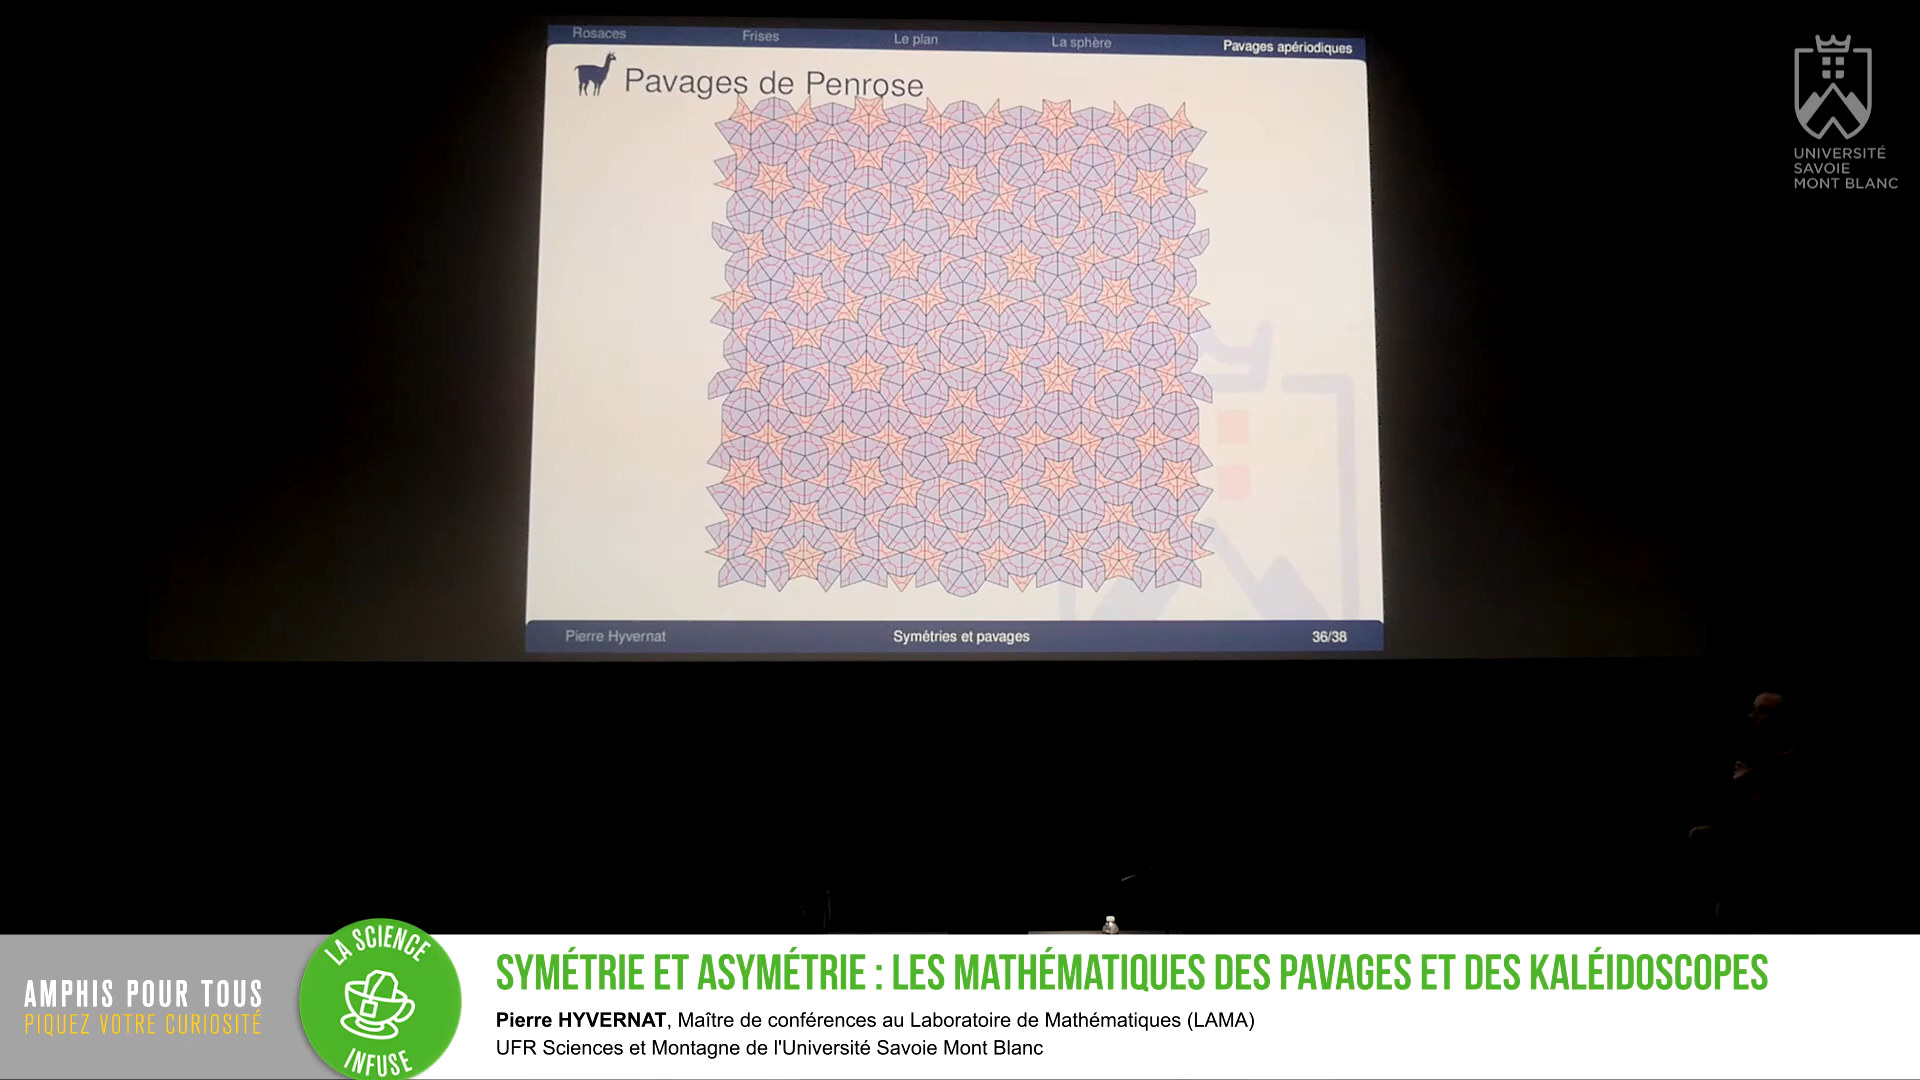 Rosaces Frises Le plan La sphère Pavages apériodiques
Pavages de Penrose
Pierre Hyvernat Symétries et pavages 36/38
UNIVERSITÉ
SAVOIE
MONT BLANC
AMPHIS POUR TOUS
PIQUEZ VOTRE CURIOSITÉ
LA SCIENCE
INFUSE
SYMÉTRIE ET ASYMÉTRIE : LES MATHÉMATIQUES DES PAVAGES ET DES KALÉIDOSCOPES
Pierre HYVERNAT, Maître de conférences au Laboratoire de Mathématiques (LAMA)
UFR Sciences et Montagne de l'Université Savoie Mont Blanc